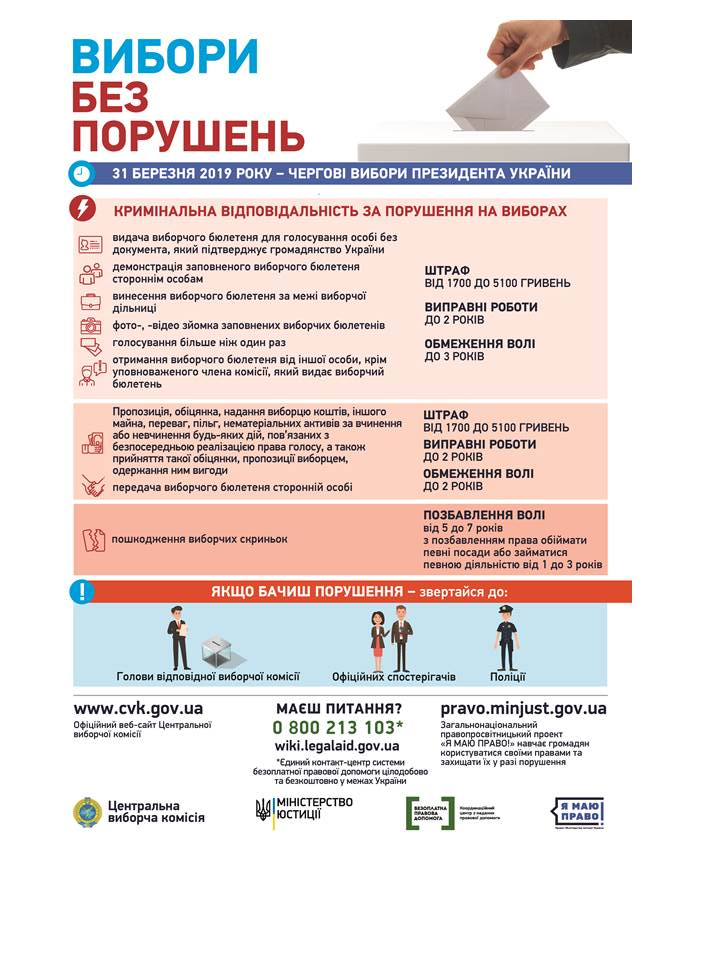 ВИБОРИ
БЕЗ
ПОРУШЕНЬ
31 БЕРЕЗНЯ 2019 РОКУ – ЧЕРГОВІ ВИБОРИ ПРЕЗИДЕНТА УКРАЇНИ
КРИМІНАЛЬНА ВІДПОВІДАЛЬНІСТЬ ЗА ПОРУШЕННЯ НА ВИБОРАХ
видача виборчого бюлетеня для голосування особі без
документа, який підтверджує громадянство України
демонстрація заповненого виборчого бюлетеня
стороннім особам
винесення виборчого бюлетеня за межі виборчої
дільниці
фото-, -відео зйомка заповнених виборчих бюлетенів
голосування більше ніж один раз
отримання виборчого бюлетеня від іншої особи, крім
уповноваженого члена комісії, який видає виборчий
бюлетень
ШТРАФ
ВІД 1700 ДО 5100 ГРИВЕНЬ
ВИПРАВНІ РОБОТИ
ДО 2 РОКІВ
ОБМЕЖЕННЯ ВОЛІ
ДО 3 РОКІВ
Пропозиція, обіцянка, надання виборцю коштів, іншого
майна, переваг, пільг, нематеріальних активів за вчинення
або невчинення будь-яких дій, пов’язаних з
безпосередньою реалізацією права голосу, а також
прийняття такої обіцянки, пропозиції виборцем,
одержання ним вигоди
передача виборчого бюлетеня сторонній особі
ШТРАФ
ВІД 1700 ДО 5100 ГРИВЕНЬ
ВИПРАВНІ РОБОТИ
ДО 2 РОКІВ
ОБМЕЖЕННЯ ВОЛІ
ДО 2 РОКІВ
пошкодження виборчих скриньок
ПОЗБАВЛЕННЯ ВОЛІ
від 5 до 7 років
з позбавленням права обіймати
певні посади або займатися
певною діяльністю від 1 до 3 років
ЯКЩО БАЧИШ ПОРУШЕННЯ – звертайся до:
Голови відповідної виборчої комісії
Офіційних спостерігачів
Поліції
www.cvk.gov.ua
Офіційний веб-сайт Центральної
виборчої комісії
МАЄШ ПИТАННЯ?
0 800 213 103*
wiki.legalaid.gov.ua
*Єдиний контакт-центр системи
безоплатної правової допомоги цілодобово
та безкоштовно у межах України
pravo.minjust.gov.ua
Загальнонаціональний
правопросвітницький проект
«Я МАЮ ПРАВО!» навчає громадян
користуватися своїми правами та
захищати їх у разі порушення
Центральна
виборча комісія
МІНІСТЕРСТВО
ЮСТИЦІЇ
БЕЗОПЛАТНА
ПРАВОВА
ДОПОМОГА
Координаційний
центр з надання
правової допомоги
Я МАЮ
ПРАВО!